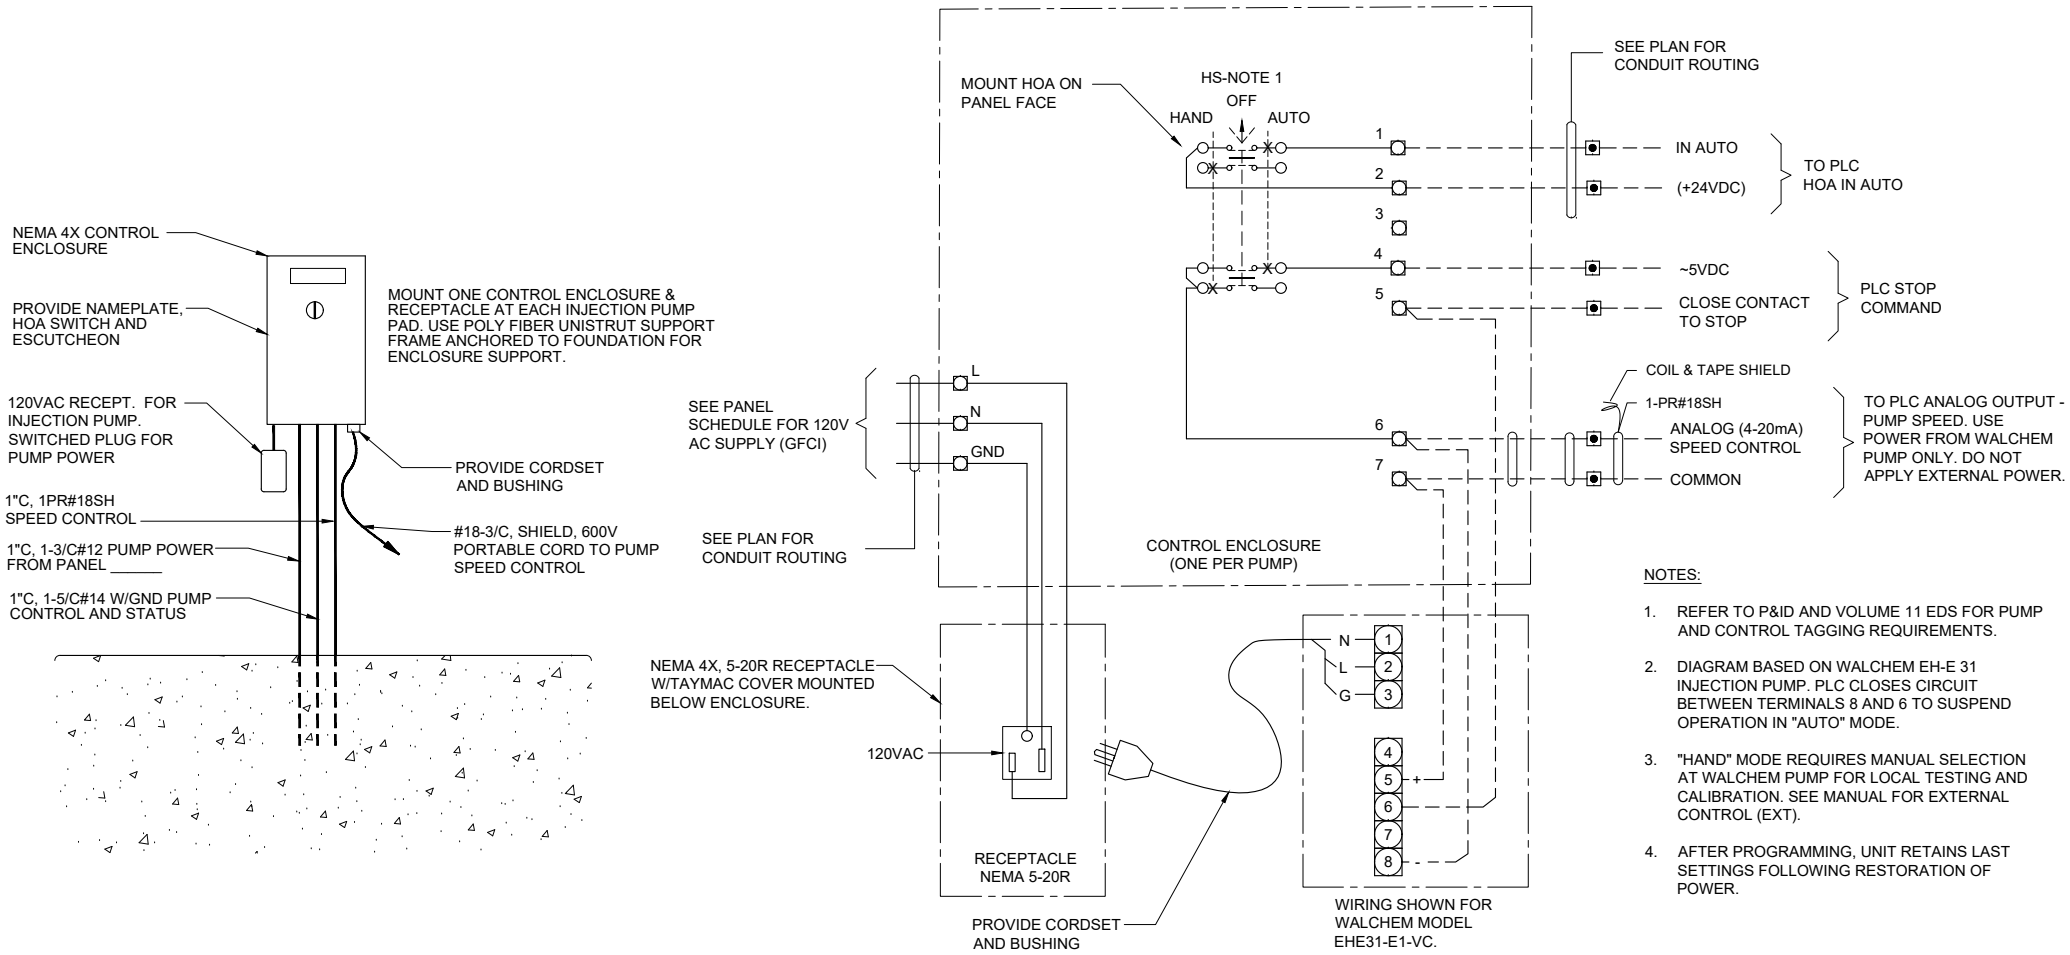 NEMA 4X CONTROL
ENCLOSURE
PROVIDE NAMEPLATE,
HOA SWITCH AND
ESCUTCHEON
MOUNT ONE CONTROL ENCLOSURE &
RECEPTACLE AT EACH INJECTION PUMP
PAD. USE POLY FIBER UNISTRUT SUPPORT
FRAME ANCHORED TO FOUNDATION FOR
ENCLOSURE SUPPORT.
120VAC RECEPT. FOR
INJECTION PUMP.
SWITCHED PLUG FOR
PUMP POWER
PROVIDE CORDSET
AND BUSHING
1"C, 1PR#18SH
SPEED CONTROL
#18-3/C, SHIELD, 600V
PORTABLE CORD TO PUMP
SPEED CONTROL
1"C, 1-3/C#12 PUMP POWER
FROM PANEL ______
1"C, 1-5/C#14 W/GND PUMP
CONTROL AND STATUS
MOUNT HOA ON
PANEL FACE
HS-NOTE 1
OFF
HAND
AUTO
X
X
X
X
1
2
3
4
5
6
7
SEE PLAN FOR
CONDUIT ROUTING
IN AUTO
(+24VDC)
TO PLC
HOA IN AUTO
~5VDC
CLOSE CONTACT
TO STOP
PLC STOP
COMMAND
COIL & TAPE SHIELD
1-PR#18SH
ANALOG (4-20mA)
SPEED CONTROL
COMMON
TO PLC ANALOG OUTPUT -
PUMP SPEED. USE
POWER FROM WALCHEM
PUMP ONLY. DO NOT
APPLY EXTERNAL POWER.
SEE PANEL
SCHEDULE FOR 120V
AC SUPPLY (GFCI)
L
N
GND
SEE PLAN FOR
CONDUIT ROUTING
CONTROL ENCLOSURE
(ONE PER PUMP)
NEMA 4X, 5-20R RECEPTACLE
W/TAYMAC COVER MOUNTED
BELOW ENCLOSURE.
120VAC
RECEPTACLE
NEMA 5-20R
PROVIDE CORDSET
AND BUSHING
N 1
L 2
G 3
4
5 +
6
7
8 -
WIRING SHOWN FOR
WALCHEM MODEL
EHE31-E1-VC.
NOTES:
1. REFER TO P&ID AND VOLUME 11 EDS FOR PUMP
AND CONTROL TAGGING REQUIREMENTS.
2. DIAGRAM BASED ON WALCHEM EH-E 31
INJECTION PUMP. PLC CLOSES CIRCUIT
BETWEEN TERMINALS 8 AND 6 TO SUSPEND
OPERATION IN "AUTO" MODE.
3. "HAND" MODE REQUIRES MANUAL SELECTION
AT WALCHEM PUMP FOR LOCAL TESTING AND
CALIBRATION. SEE MANUAL FOR EXTERNAL
CONTROL (EXT).
4. AFTER PROGRAMMING, UNIT RETAINS LAST
SETTINGS FOLLOWING RESTORATION OF
POWER.